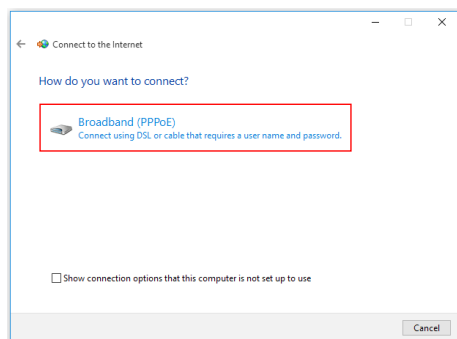 Connect to the Internet
How do you want to connect?
Broadband (PPPoE)
Connect using DSL or cable that requires a user name and password.
Show connection options that this computer is not set up to use
Cancel